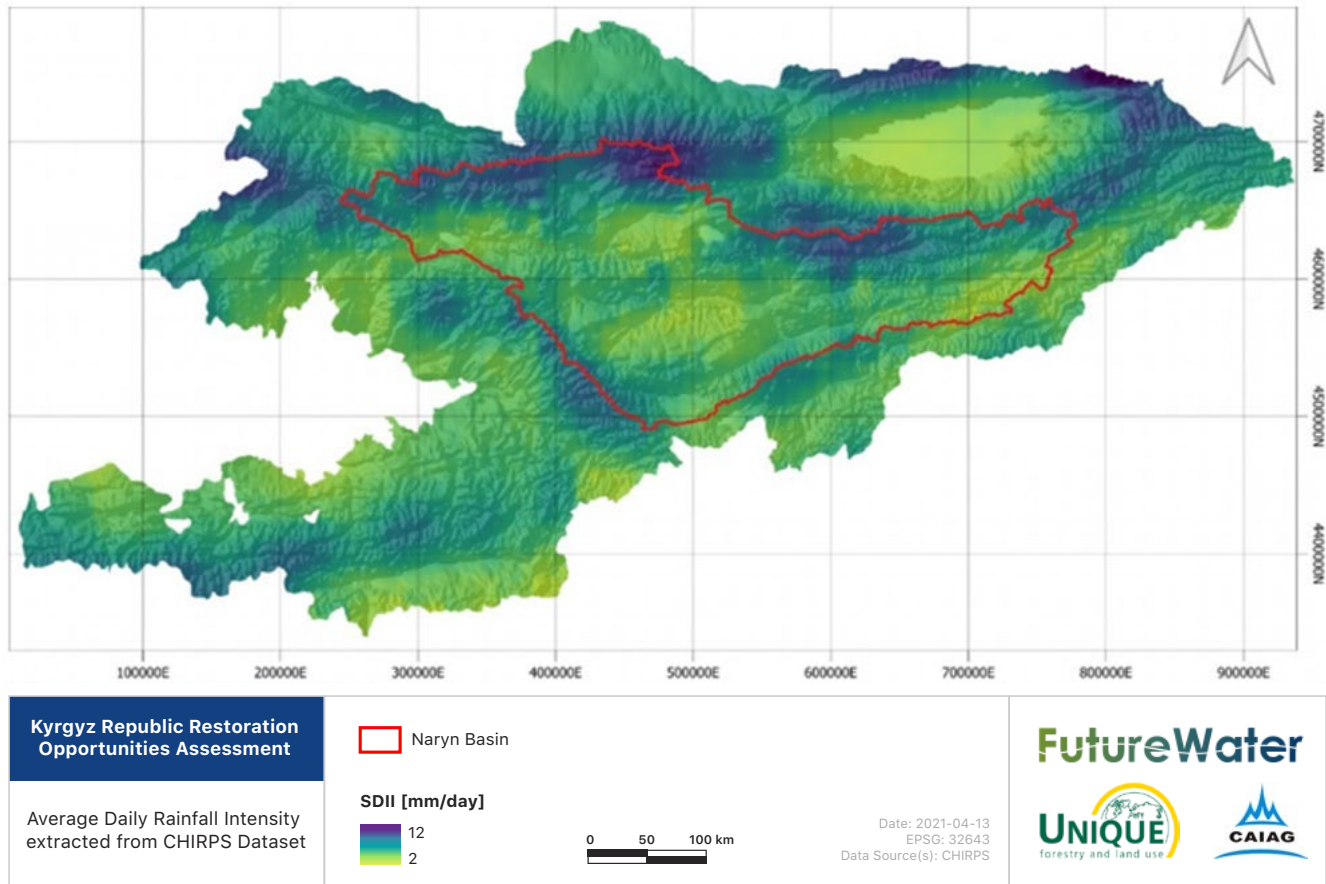 4700000N
4600000N
4500000N
4400000N
100000E 200000E 300000E 400000E 500000E 600000E 700000E 800000E 900000E
Kyrgyz Republic Restoration
Opportunities Assessment
Average Daily Rainfall Intensity
extracted from CHIRPS Dataset
Naryn Basin
SDII [mm/day]
12
2
0 50 100 km
Date: 2021-04-13
EPSG: 32643
Data Source(s): CHIRPS
FutureWater
UNIQUE
forestry and land use
CAIAG